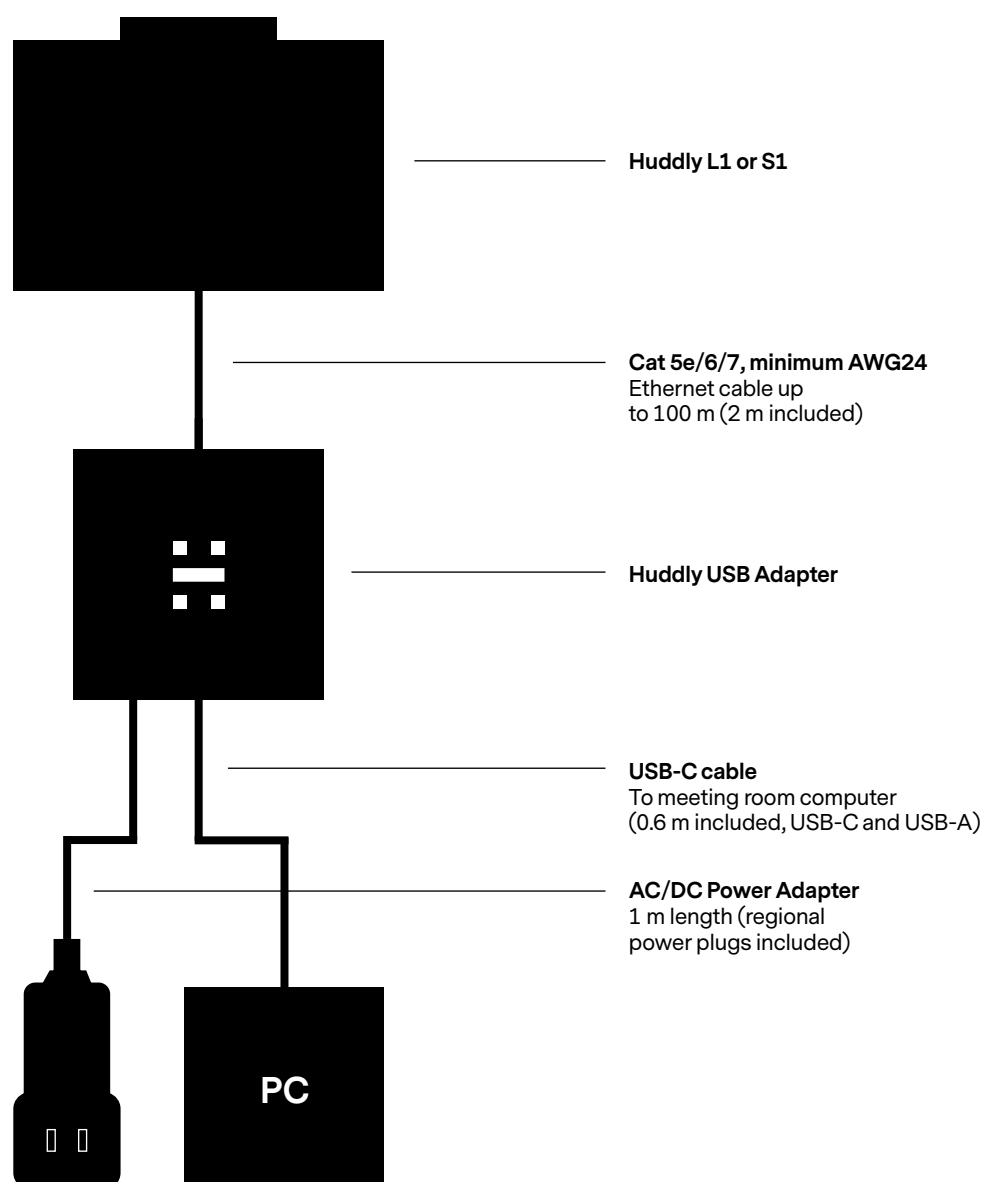 Huddly L1 or S1
Cat 5e/6/7, minimum AWG24
Ethernet cable up
to 100 m (2 m included)
Huddly USB Adapter
USB-C cable
To meeting room computer
(0.6 m included, USB-C and USB-A)
AC/DC Power Adapter
1 m length (regional
power plugs included)
PC